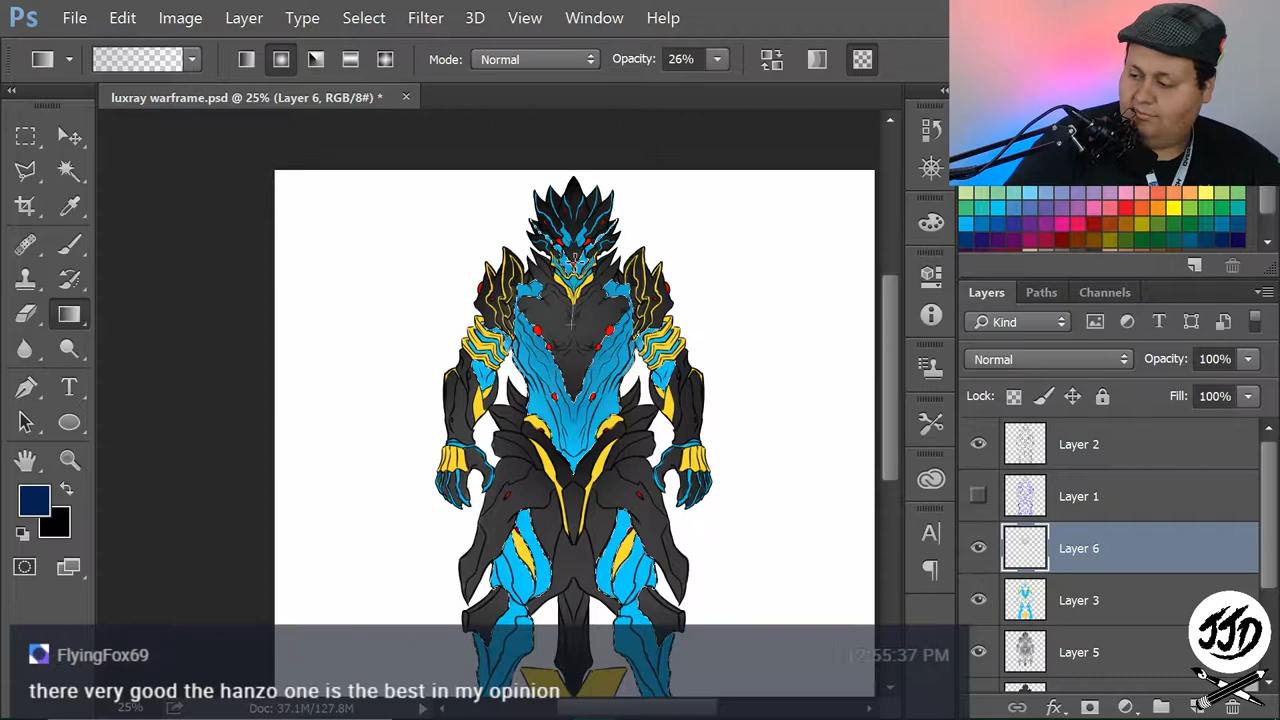 Ps File Edit Image Layer Type Select Filter 3D View Window Help
Mode: Normal Opacity: 26%
luxray warframe.psd @ 25% (Layer 6, RGB/8#) * ×
Layers Paths Channels
Kind
Normal Opacity: 100%
Lock: Fill: 100%
Layer 2
Layer 1
Layer 6
Layer 3
Layer 5
JJD
FlyingFox69 12:55:37 PM
there very good the hanzo one is the best in my opinion
25% Doc: 37.1M/127.8M